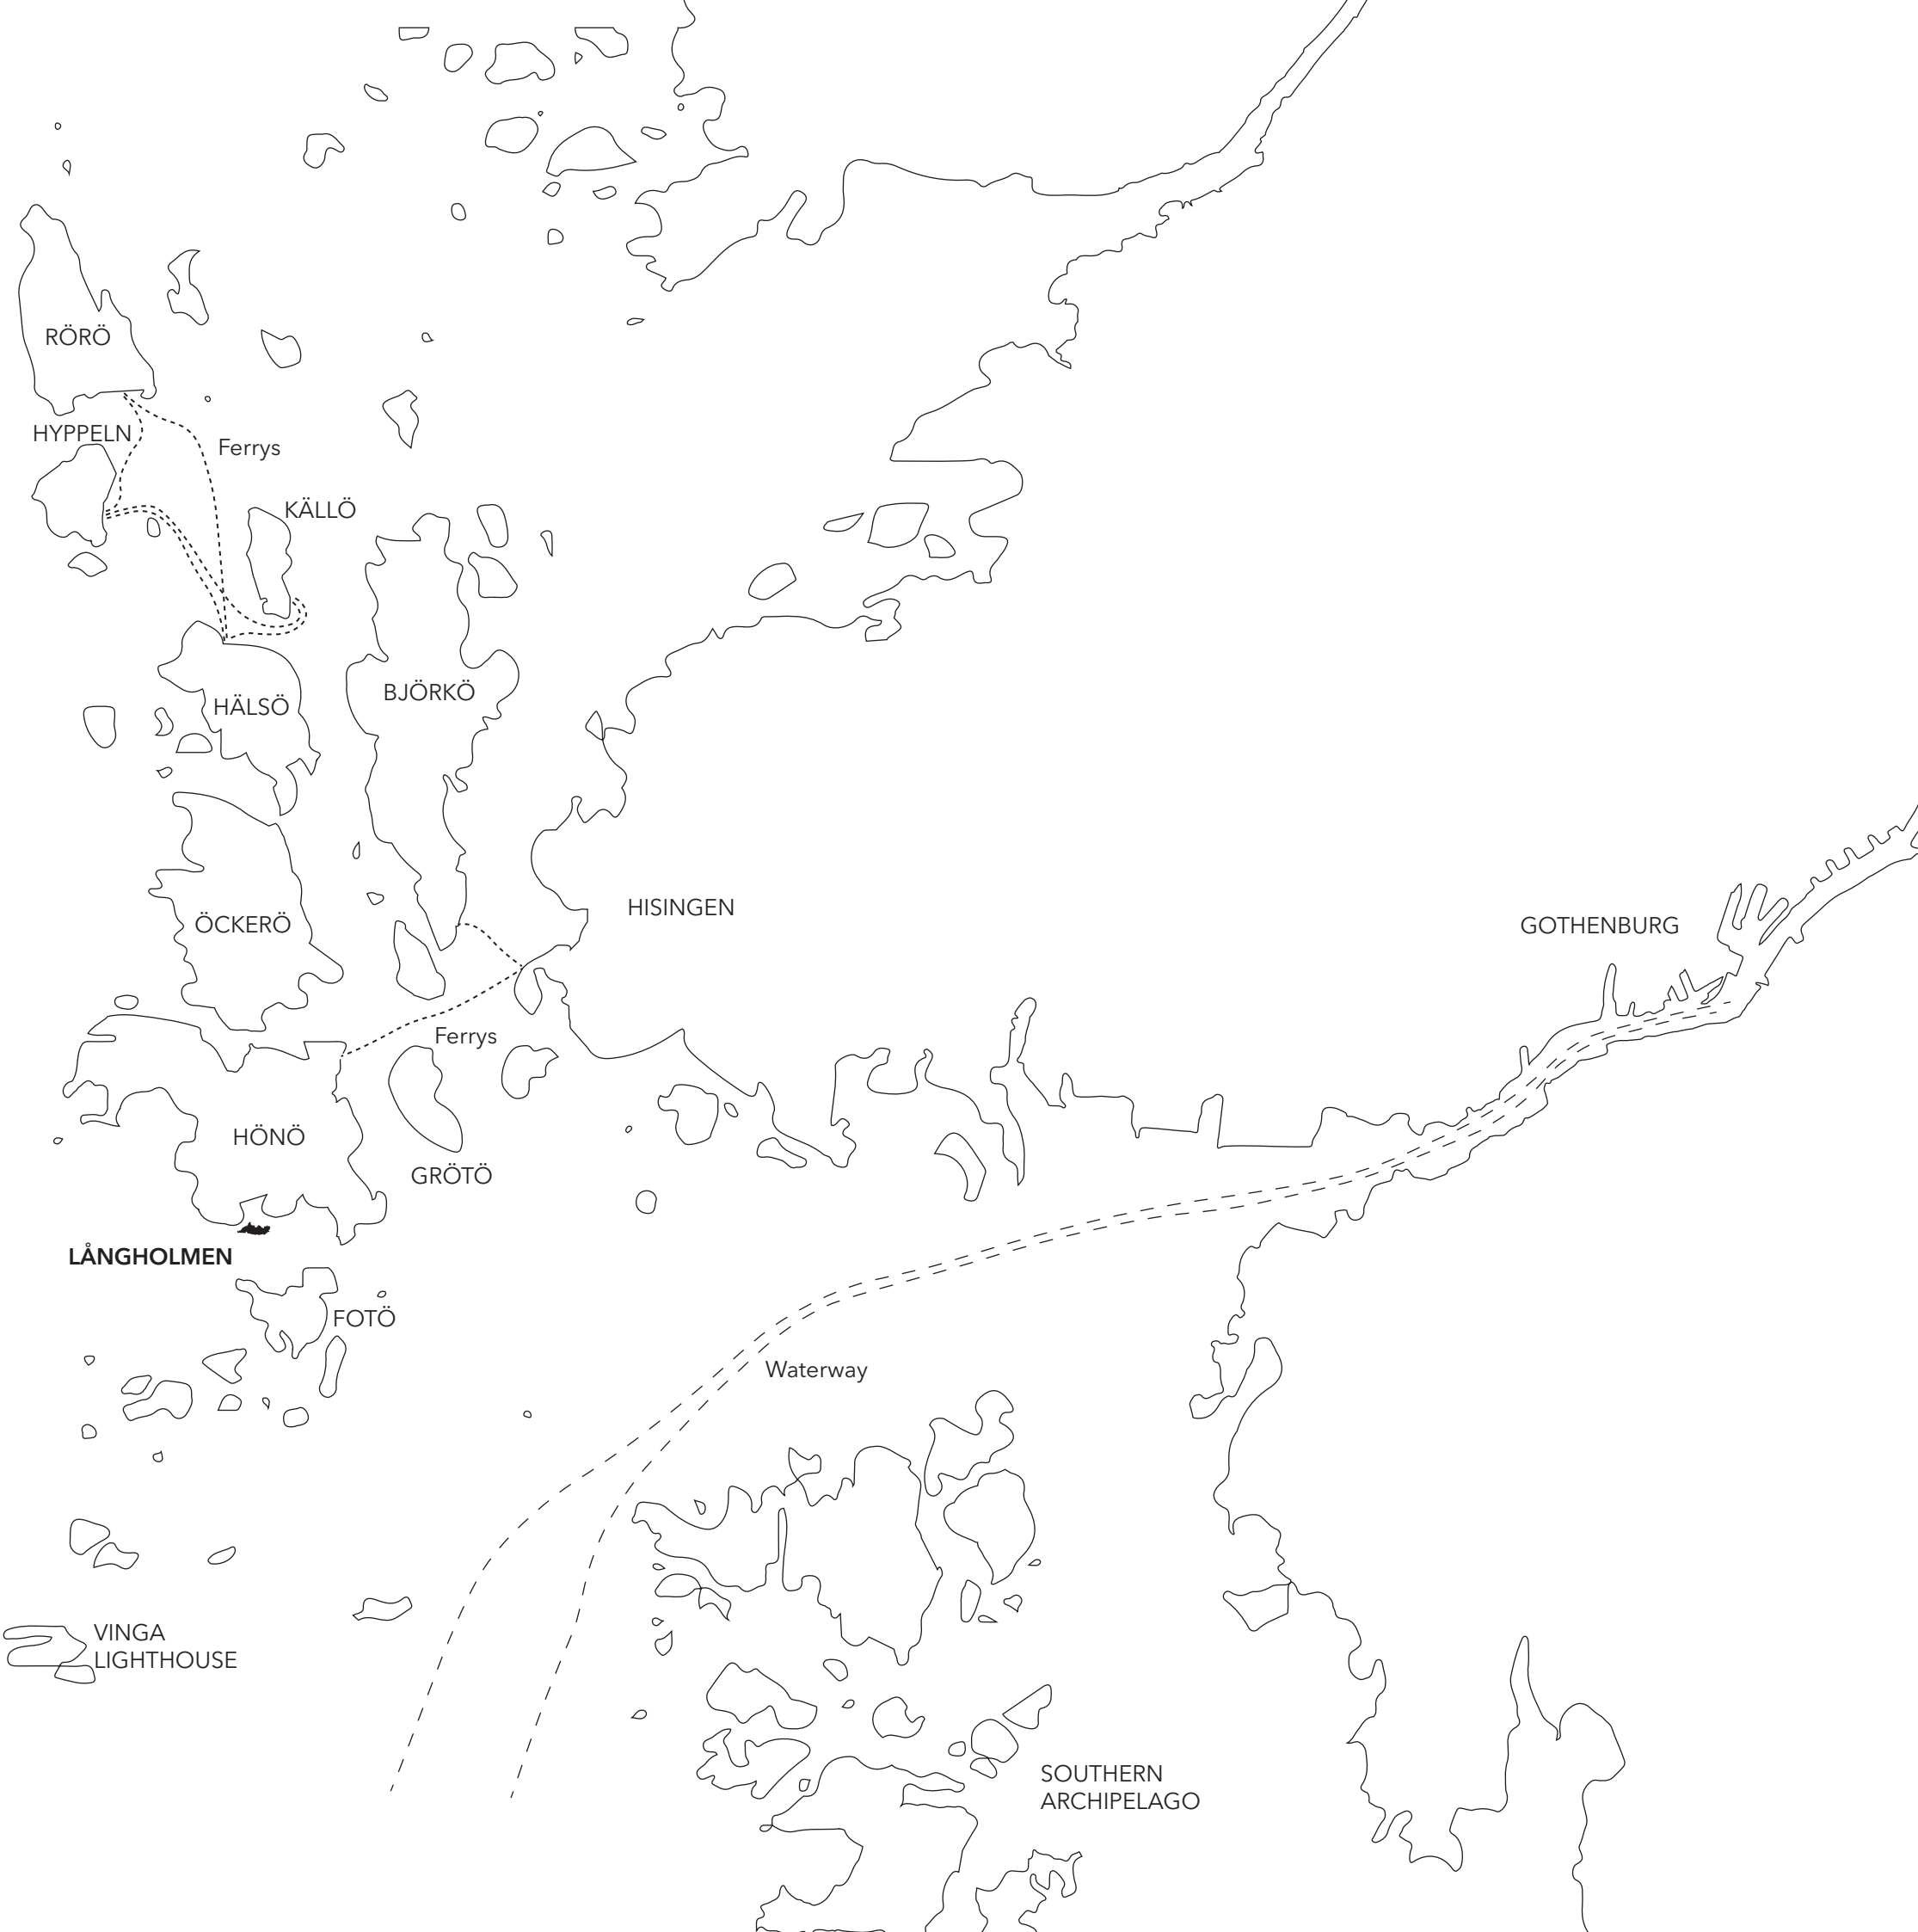 RÖRÖ
HYPPELN
Ferrys
KÄLLÖ
BJÖRKÖ
HÄLSÖ
HISINGEN
ÖCKERÖ
GOTHENBURG
Ferrys
HÖNÖ
GRÖTÖ
LÅNGHOLMEN
FOTÖ
Waterway
VINGA
LIGHTHOUSE
SOUTHERN
ARCHIPELAGO